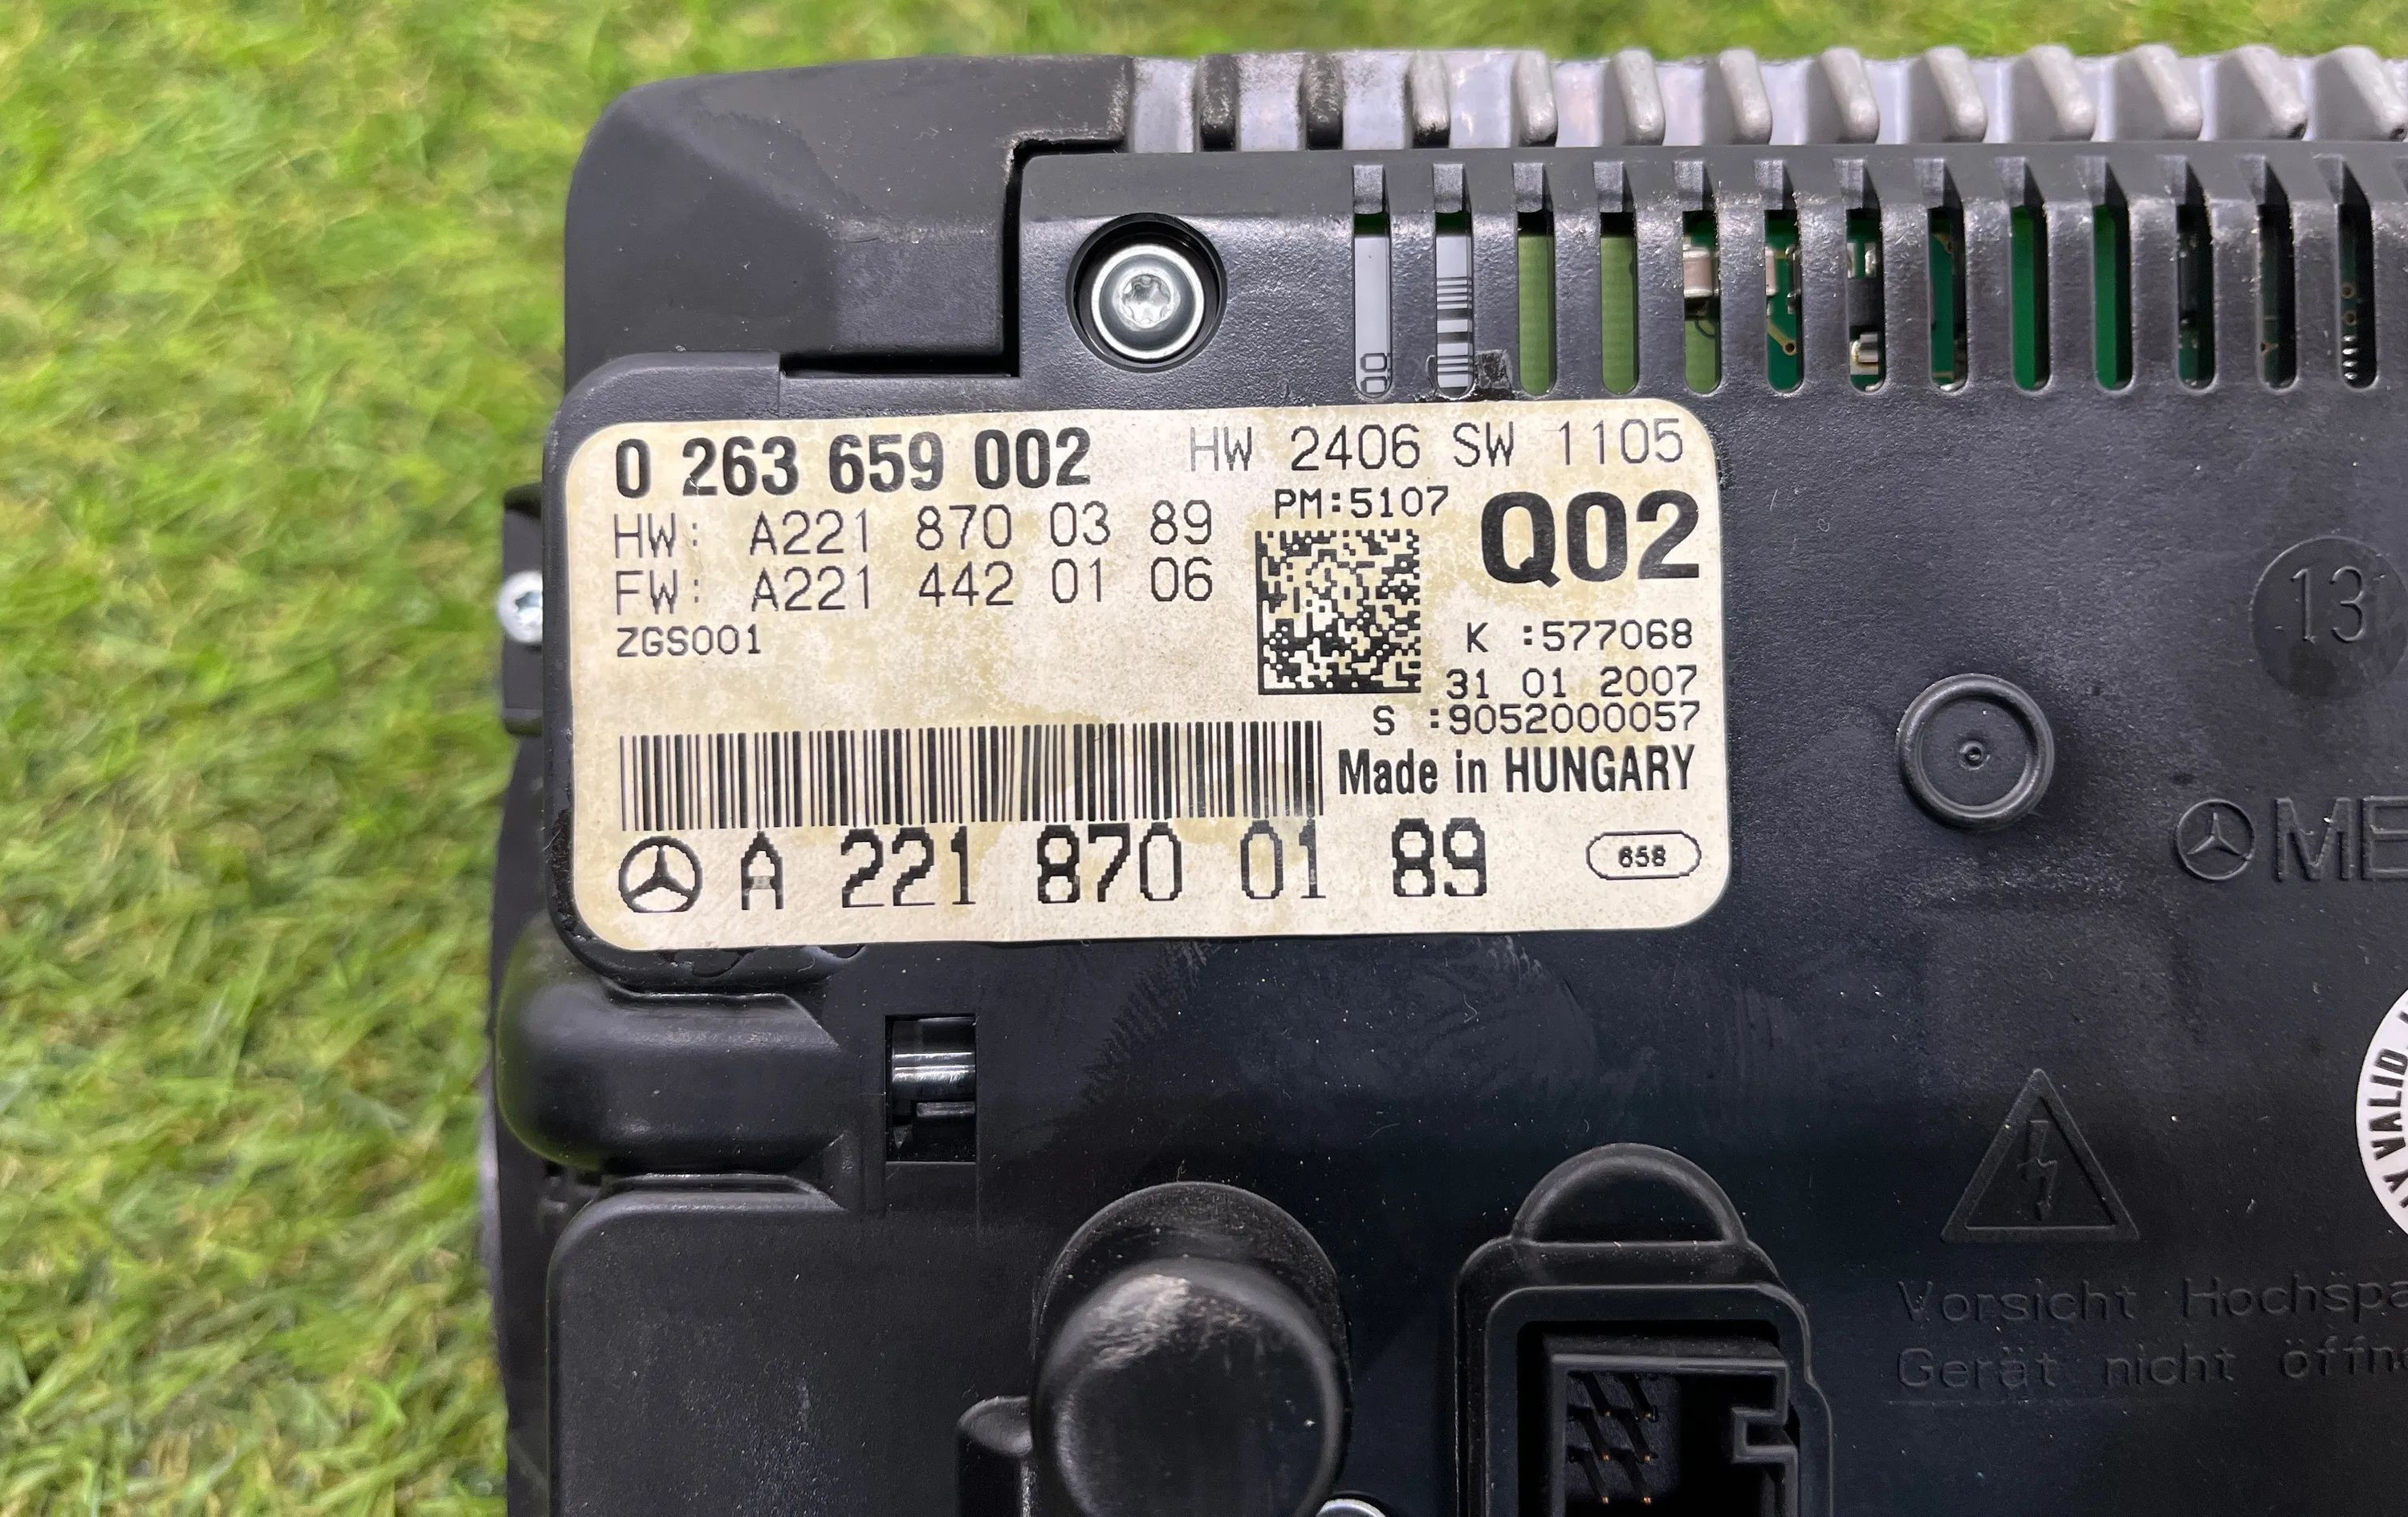 0 263 659 002 HW 2406 SW 1105
PM:5107
HW: A221 870 03 89
Q02
FW: A221 442 01 06
ZGS001
K :577068
31 01 2007
S :9052000057
Made in HUNGARY
A 221 870 01 89
658
13
ME
VALID
Vorsicht Hochspa
Gerät nicht öffn